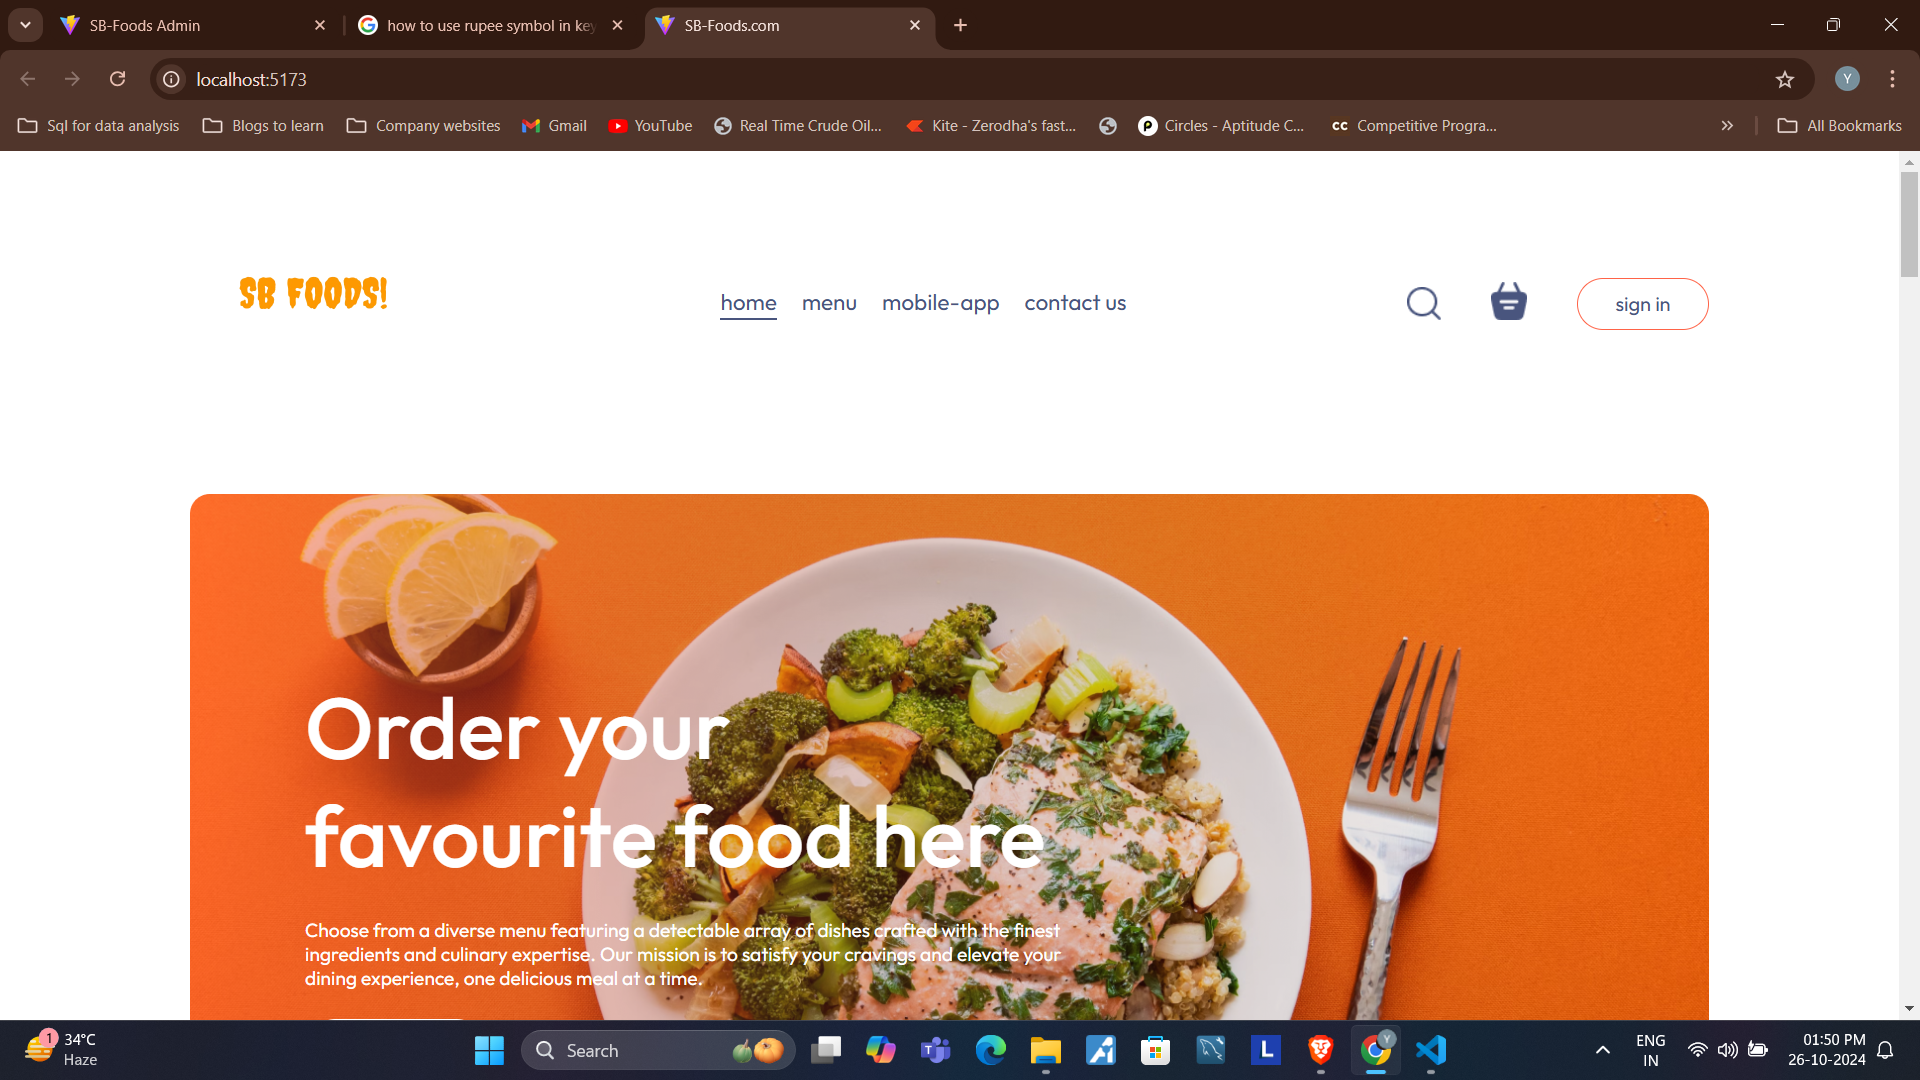 SB-Foods Admin
how to use rupee symbol in key
SB-Foods.com
localhost:5173
Y
Sql for data analysis
Blogs to learn
Company websites
Gmail
YouTube
Real Time Crude Oil...
Kite - Zerodha's fast...
Circles - Aptitude C...
CC Competitive Progra...
All Bookmarks
SB FOODS!
home
menu
mobile-app
contact us
sign in
Order your
favourite food here
Choose from a diverse menu featuring a detectable array of dishes crafted with the finest
ingredients and culinary expertise. Our mission is to satisfy your cravings and elevate your
dining experience, one delicious meal at a time.
1
34°C
Haze
Search
L
Y
ENG
IN
01:50 PM
26-10-2024